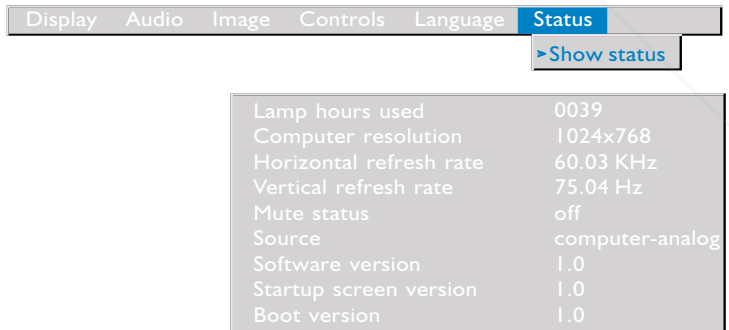 Display Audio Image Controls Language Status
➤Show status
Lamp hours used 0039
Computer resolution 1024x768
Horizontal refresh rate 60.03 KHz
Vertical refresh rate 75.04 Hz
Mute status off
Source computer-analog
Software version 1.0
Startup screen version 1.0
Boot version 1.0